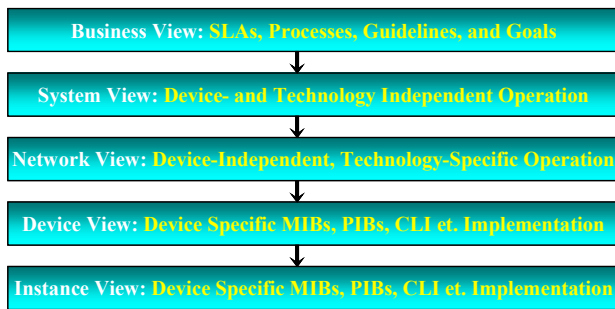 Business View: SLAs, Processes, Guidelines, and Goals
System View: Device- and Technology Independent Operation
Network View: Device-Independent, Technology-Specific Operation
Device View: Device Specific MIBs, PIBs, CLI et. Implementation
Instance View: Device Specific MIBs, PIBs, CLI et. Implementation